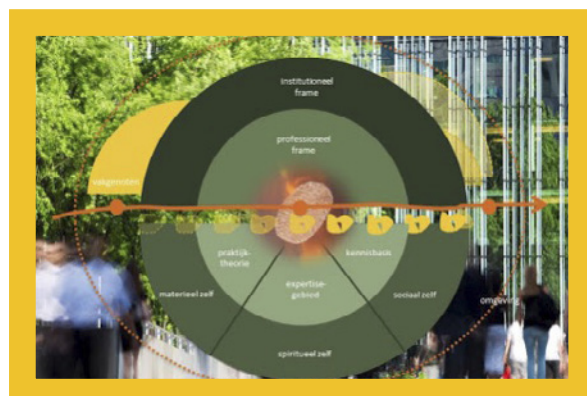 institutioneel
frame
professioneel
frame
vakgenoten
praktijk-
theorie
kennisbasis
expertise-
gebied
materieel zelf
sociaal zelf
omgeving
spiritueel zelf